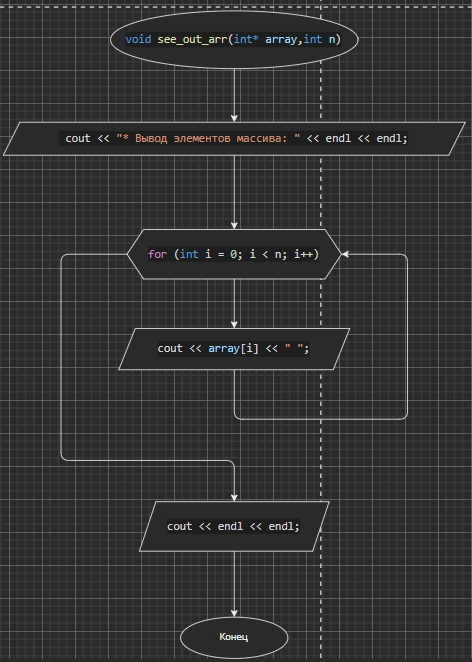 void see_out_arr(int* array,int n)
cout << "* Вывод элементов массива: " << endl << endl;
for (int i = 0; i < n; i++)
cout << array[i] << " ";
cout << endl << endl;
Конец